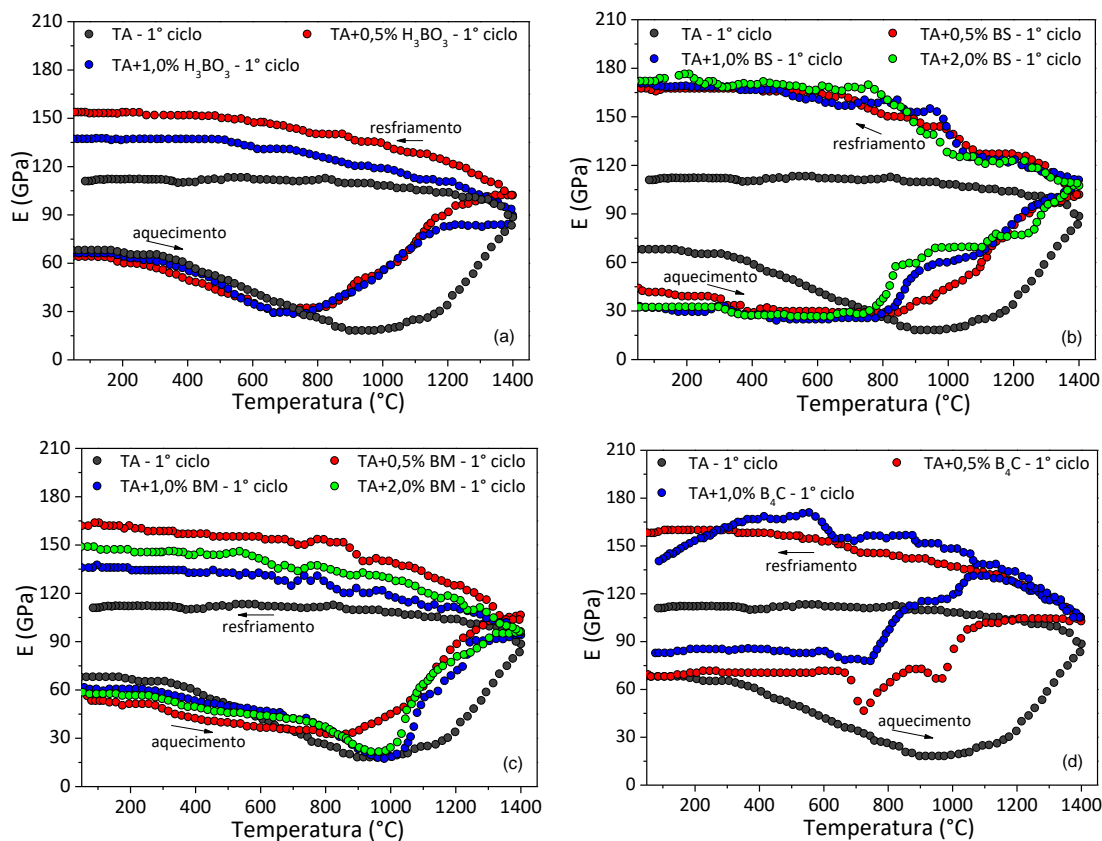 TA - 1° ciclo
TA+0,5% H₃BO₃ - 1° ciclo
TA+1,0% H₃BO₃ - 1° ciclo
210
180
150
120
90
60
30
0
E (GPa)
resfriamento
aquecimento
(a)
200 400 600 800 1000 1200 1400
Temperatura (°C)
TA - 1° ciclo
TA+0,5% BS - 1° ciclo
TA+1,0% BS - 1° ciclo
TA+2,0% BS - 1° ciclo
210
180
150
120
90
60
30
0
E (GPa)
resfriamento
aquecimento
(b)
200 400 600 800 1000 1200 1400
Temperatura (°C)
TA - 1° ciclo
TA+0,5% BM - 1° ciclo
TA+1,0% BM - 1° ciclo
TA+2,0% BM - 1° ciclo
210
180
150
120
90
60
30
0
E (GPa)
resfriamento
aquecimento
(c)
200 400 600 800 1000 1200 1400
Temperatura (°C)
TA - 1° ciclo
TA+0,5% B₄C - 1° ciclo
TA+1,0% B₄C - 1° ciclo
210
180
150
120
90
60
30
0
E (GPa)
resfriamento
aquecimento
(d)
200 400 600 800 1000 1200 1400
Temperatura (°C)